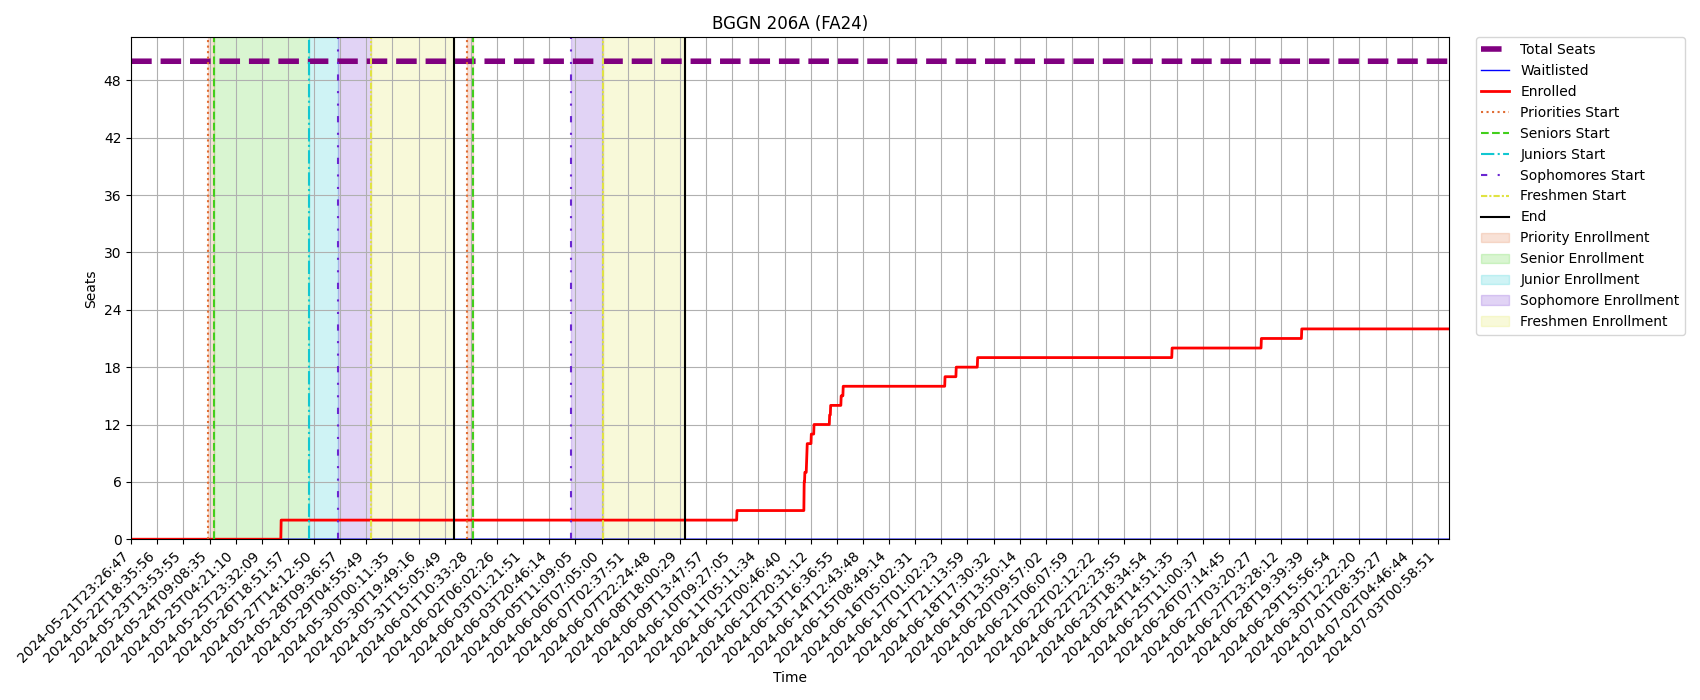 BGGN 206A (FA24)
Seats
48
42
36
30
24
18
12
6
0
2024-05-21T23:26:47
2024-05-22T18:35:56
2024-05-23T13:53:55
2024-05-24T09:08:35
2024-05-25T04:21:10
2024-05-25T23:32:09
2024-05-26T18:51:57
2024-05-27T14:12:50
2024-05-28T09:36:57
2024-05-29T04:55:49
2024-05-30T00:11:35
2024-05-30T19:49:16
2024-05-31T15:05:49
2024-06-01T10:33:28
2024-06-02T06:02:26
2024-06-03T01:21:51
2024-06-03T20:46:14
2024-06-05T11:09:05
2024-06-06T07:05:00
2024-06-07T02:37:51
2024-06-07T22:24:48
2024-06-08T18:00:29
2024-06-09T13:47:57
2024-06-10T09:27:05
2024-06-11T05:11:34
2024-06-12T00:46:40
2024-06-12T20:31:12
2024-06-13T16:36:55
2024-06-14T12:43:48
2024-06-15T08:49:14
2024-06-16T05:02:31
2024-06-17T01:02:23
2024-06-17T21:13:59
2024-06-18T17:30:32
2024-06-19T13:50:14
2024-06-20T09:57:02
2024-06-21T06:07:59
2024-06-22T02:12:22
2024-06-22T22:23:55
2024-06-23T18:34:54
2024-06-24T14:51:35
2024-06-25T11:00:37
2024-06-26T07:14:45
2024-06-27T03:20:27
2024-06-27T23:28:12
2024-06-28T19:39:39
2024-06-29T15:56:54
2024-06-30T12:22:20
2024-07-01T08:35:27
2024-07-02T04:46:44
2024-07-03T00:58:51
Time
Total Seats
Waitlisted
Enrolled
Priorities Start
Seniors Start
Juniors Start
Sophomores Start
Freshmen Start
End
Priority Enrollment
Senior Enrollment
Junior Enrollment
Sophomore Enrollment
Freshmen Enrollment